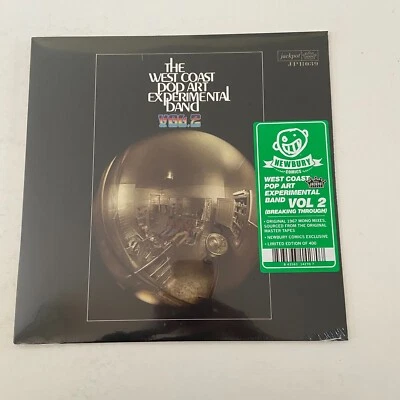 jackpot
JPR039
THE
WEST COAST
POP ART
EXPERIMENTAL
BAND
VOL.2
NEWBURY
COMICS
WEST COAST
POP ART
EXPERIMENTAL
BAND VOL 2
(BREAKING THROUGH)
• ORIGINAL 1967 MONO MIXES,
SOURCED FROM THE ORIGINAL
MASTER TAPES
• NEWBURY COMICS EXCLUSIVE
• LIMITED EDITION OF 400